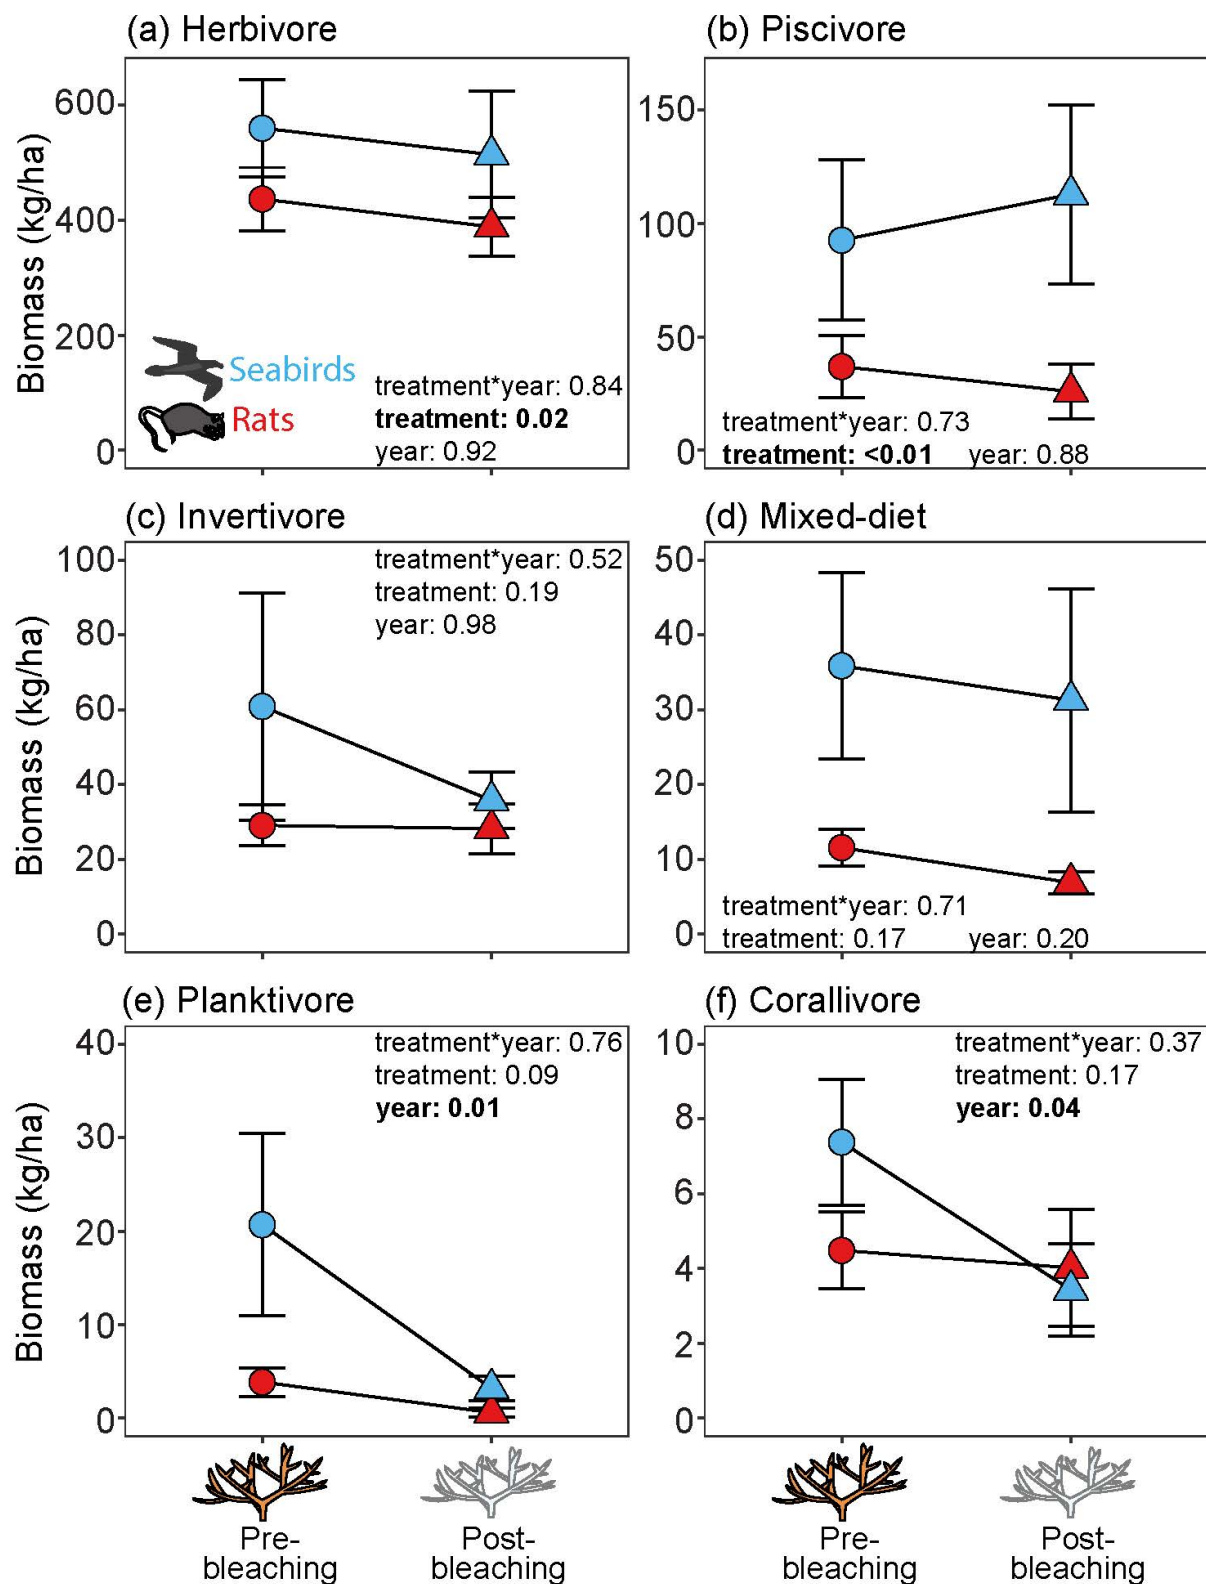 (a) Herbivore
Biomass (kg/ha)
600
400
200
0
Seabirds
Rats
treatment*year: 0.84
treatment: 0.02
year: 0.92
(b) Piscivore
150
100
50
0
treatment*year: 0.73
treatment: <0.01 year: 0.88
(c) Invertivore
Biomass (kg/ha)
100
80
60
40
20
0
treatment*year: 0.52
treatment: 0.19
year: 0.98
(d) Mixed-diet
50
40
30
20
10
0
treatment*year: 0.71
treatment: 0.17 year: 0.20
(e) Planktivore
Biomass (kg/ha)
40
30
20
10
0
treatment*year: 0.76
treatment: 0.09
year: 0.01
Pre-
bleaching
Post-
bleaching
(f) Corallivore
10
8
6
4
2
0
treatment*year: 0.37
treatment: 0.17
year: 0.04
Pre-
bleaching
Post-
bleaching